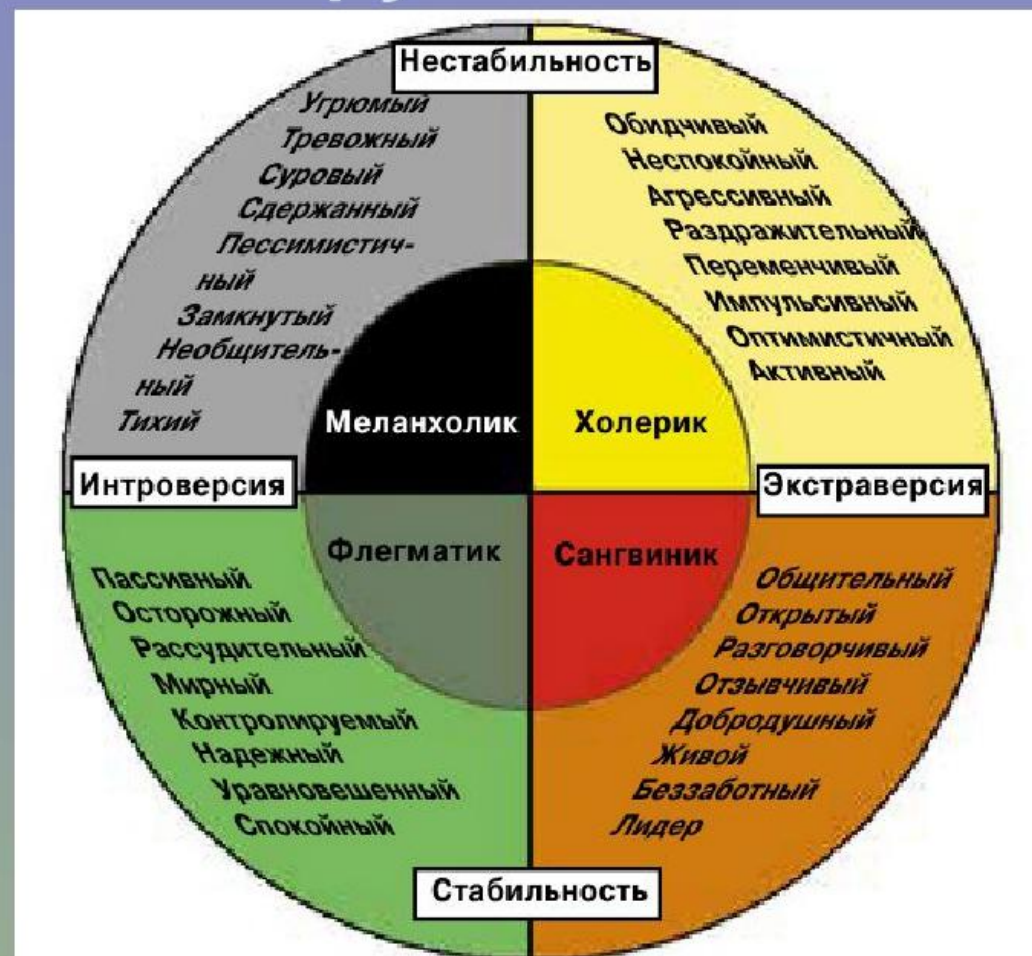 Нестабильность
Угрюмый
Тревожный
Суровый
Сдержанный
Пессимистич-
ный
Замкнутый
Необщитель-
ный
Тихий
Обидчивый
Неспокойный
Агрессивный
Раздражительный
Переменчивый
Импульсивный
Оптимистичный
Активный
Меланхолик
Холерик
Интроверсия
Экстраверсия
Флегматик
Сангвиник
Пассивный
Осторожный
Рассудительный
Мирный
Контролируемый
Надежный
Уравновешенный
Спокойный
Общительный
Открытый
Разговорчивый
Отзывчивый
Добродушный
Живой
Беззаботный
Лидер
Стабильность